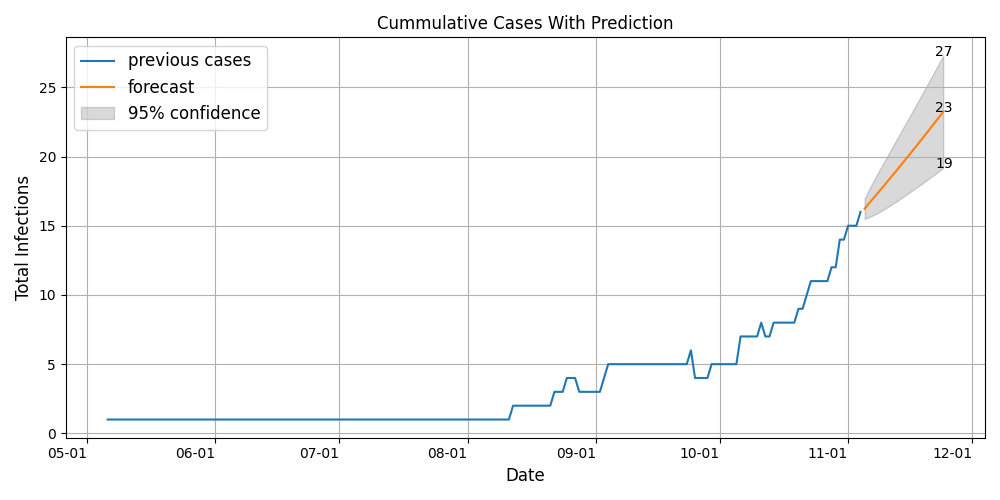 Cummulative Cases With Prediction
previous cases
forecast
95% confidence
27
23
19
25
20
15
10
5
0
Total Infections
05-01 06-01 07-01 08-01 09-01 10-01 11-01 12-01
Date